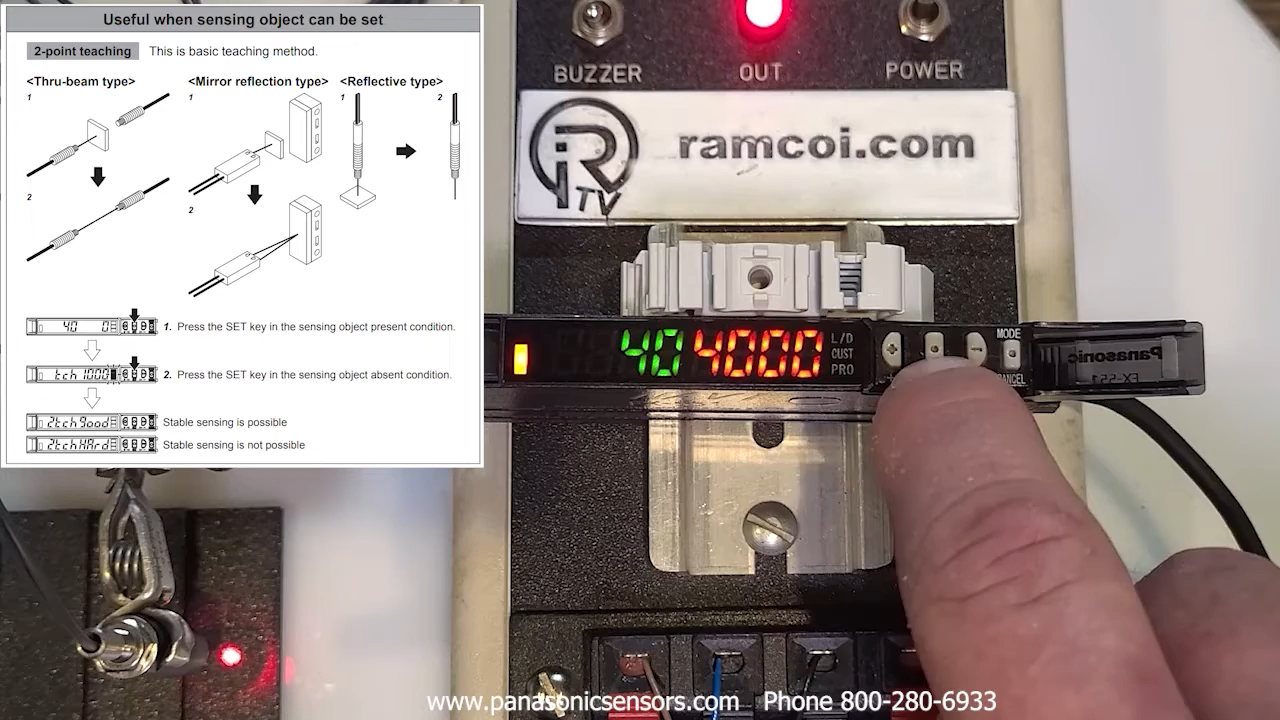 Useful when sensing object can be set
2-point teaching This is basic teaching method.
<Thru-beam type> <Mirror reflection type> <Reflective type>
1 1 1 2
2 2
40 0
1. Press the SET key in the sensing object present condition.
tch 1000
2. Press the SET key in the sensing object absent condition.
2tch good Stable sensing is possible
2tch HArd Stable sensing is not possible
BUZZER OUT POWER
iR TV
ramcoi.com
40 4000
L/D
CUST
PRO
MODE
CANCEL
Panasonic
FX-551
www.panasonicsensors.com Phone 800-280-6933